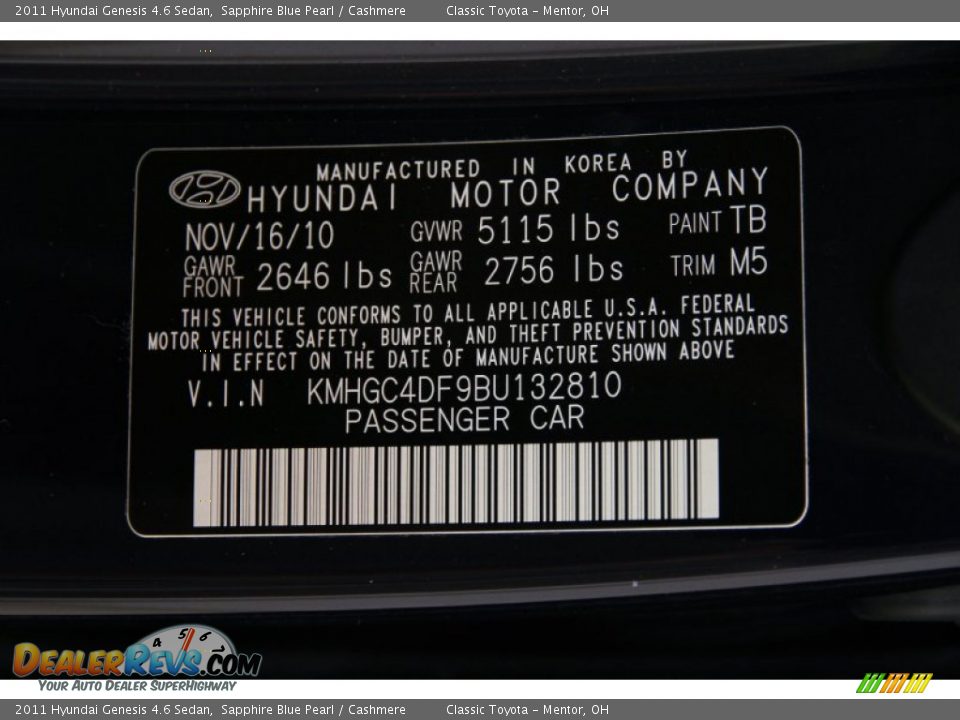 2011 Hyundai Genesis 4.6 Sedan, Sapphire Blue Pearl / Cashmere Classic Toyota - Mentor, OH
MANUFACTURED IN KOREA BY
HYUNDAI MOTOR COMPANY
NOV/16/10 GVWR 5115 lbs PAINT TB
GAWR FRONT 2646 lbs GAWR REAR 2756 lbs TRIM M5
THIS VEHICLE CONFORMS TO ALL APPLICABLE U.S.A. FEDERAL
MOTOR VEHICLE SAFETY, BUMPER, AND THEFT PREVENTION STANDARDS
IN EFFECT ON THE DATE OF MANUFACTURE SHOWN ABOVE
V.I.N KMHGC4DF9BU132810
PASSENGER CAR
4 5 6 7
DEALERREVS.COM
YOUR AUTO DEALER SUPERHIGHWAY
2011 Hyundai Genesis 4.6 Sedan, Sapphire Blue Pearl / Cashmere Classic Toyota - Mentor, OH